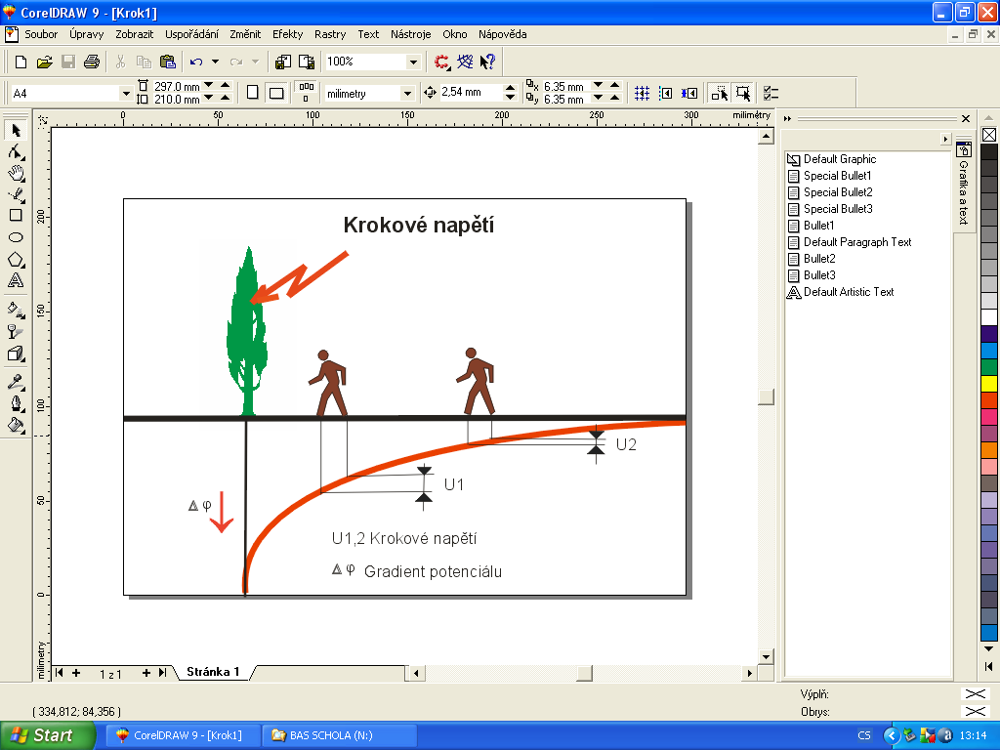 CorelDRAW 9 - [Krok1]
Soubor Úpravy Zobrazit Uspořádání Změnit Efekty Rastry Text Nástroje Okno Nápověda
100%
A4 297.0 mm 210.0 mm milimetry 2,54 mm x 6.35 mm y 6.35 mm
0 50 100 150 200 250 300 milimétry
200
150
100
50
0
milimetry
Krokové napětí
U2
U1
Δ φ
U1,2 Krokové napětí
Δ φ Gradient potenciálu
Default Graphic
Special Bullet1
Special Bullet2
Special Bullet3
Bullet1
Default Paragraph Text
Bullet2
Bullet3
Default Artistic Text
Grafika a text
1 z 1 Stránka 1
Výplň:
( 334,812; 84,356 ) Obrys:
Start CorelDRAW 9 - [Krok1] BAS SCHOLA (N:) CS 13:14